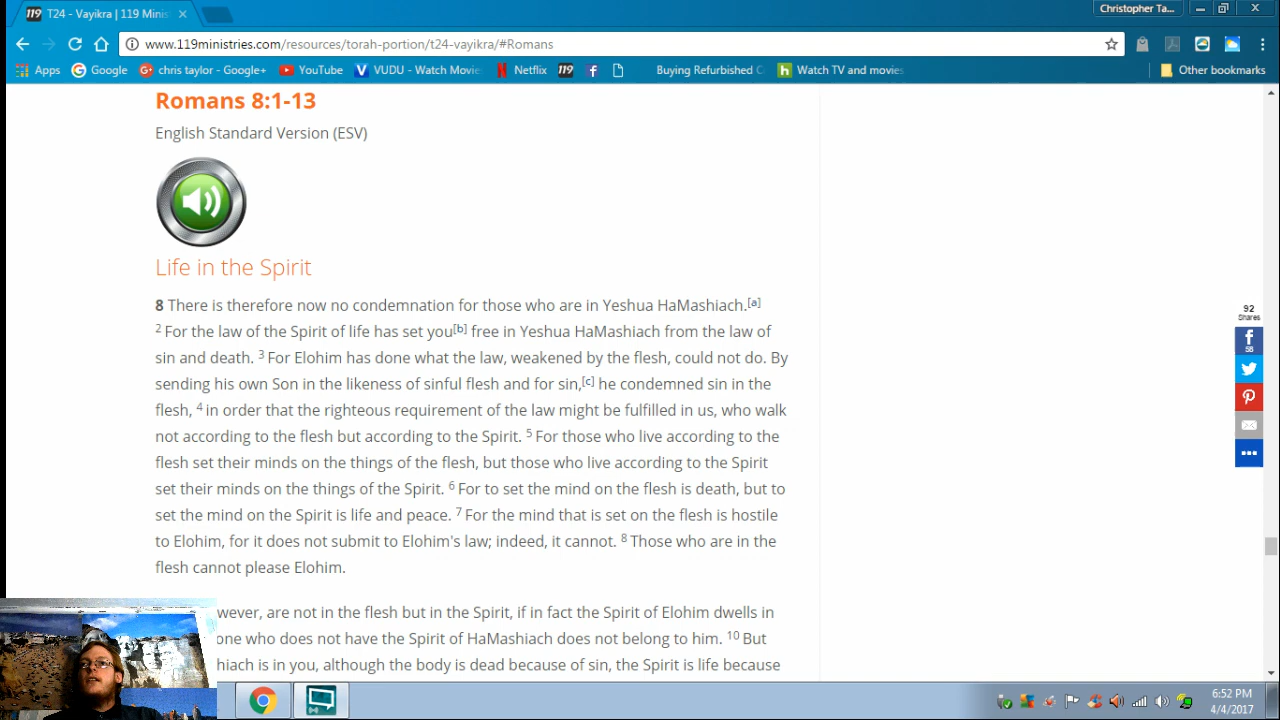 119 T24 - Vayikra | 119 Minis
Christopher Ta...
www.119ministries.com/resources/torah-portion/t24-vayikra/#Romans
Apps Google chris taylor - Google+ YouTube VUDU - Watch Movie Netflix 119 Buying Refurbished C Watch TV and movies Other bookmarks
Romans 8:1-13
English Standard Version (ESV)
Life in the Spirit
8 There is therefore now no condemnation for those who are in Yeshua HaMashiach.[a]
2 For the law of the Spirit of life has set you[b] free in Yeshua HaMashiach from the law of
sin and death. 3 For Elohim has done what the law, weakened by the flesh, could not do. By
sending his own Son in the likeness of sinful flesh and for sin,[c] he condemned sin in the
flesh, 4 in order that the righteous requirement of the law might be fulfilled in us, who walk
not according to the flesh but according to the Spirit. 5 For those who live according to the
flesh set their minds on the things of the flesh, but those who live according to the Spirit
set their minds on the things of the Spirit. 6 For to set the mind on the flesh is death, but to
set the mind on the Spirit is life and peace. 7 For the mind that is set on the flesh is hostile
to Elohim, for it does not submit to Elohim's law; indeed, it cannot. 8 Those who are in the
flesh cannot please Elohim.
wever, are not in the flesh but in the Spirit, if in fact the Spirit of Elohim dwells in
one who does not have the Spirit of HaMashiach does not belong to him. 10 But
hiach is in you, although the body is dead because of sin, the Spirit is life because
92
Shares
58
6:52 PM
4/4/2017